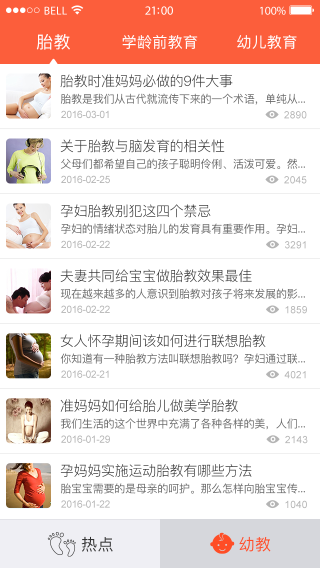 BELL 21:00 100%
胎教 学龄前教育 幼儿教育
胎教时准妈妈必做的9件大事
胎教是我们从古代就流传下来的一个术语，单纯从...
2016-03-01 2890
关于胎教与脑发育的相关性
父母们都希望自己的孩子聪明伶俐、活泼可爱。然...
2016-02-25 2045
孕妇胎教别犯这四个禁忌
孕妇的情绪状态对胎儿的发育具有重要作用。孕妇...
2016-02-22 3291
夫妻共同给宝宝做胎教效果最佳
现在越来越多的人意识到胎教对孩子将来发展的影...
2016-02-22 1859
女人怀孕期间该如何进行联想胎教
你知道有一种胎教方法叫联想胎教吗？孕妇通过联...
2016-02-21 4021
准妈妈如何给胎儿做美学胎教
我们生活的这个世界中充满了各种各样的美，人们...
2016-01-29 2143
孕妈妈实施运动胎教有哪些方法
胎宝宝需要的是母亲的呵护。那么怎样向胎宝宝传...
2016-01-22 1040
热点 幼教